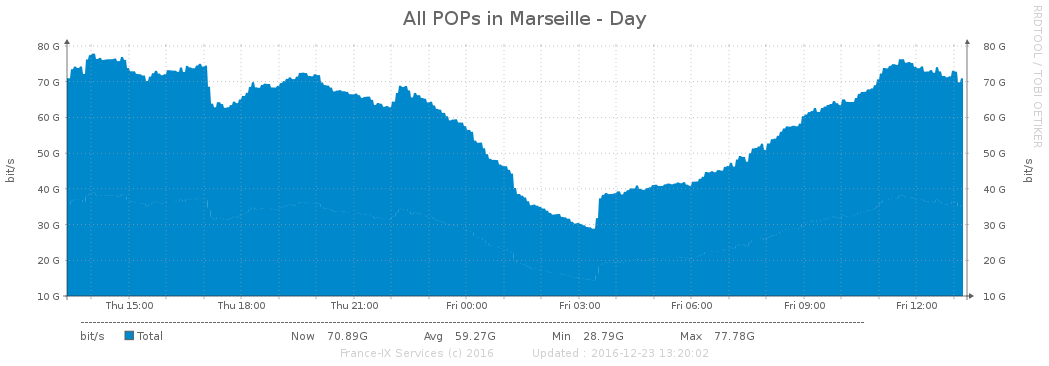 All POPs in Marseille - Day
RRDTOOL / TOBI OETIKER
80 G 80 G
70 G 70 G
60 G 60 G
50 G 50 G
40 G 40 G
30 G 30 G
20 G 20 G
10 G 10 G
bit/s
bit/s
Thu 15:00 Thu 18:00 Thu 21:00 Fri 00:00 Fri 03:00 Fri 06:00 Fri 09:00 Fri 12:00
bit/s Total Now 70.89G Avg 59.27G Min 28.79G Max 77.78G
France-IX Services (c) 2016 Updated : 2016-12-23 13:20:02